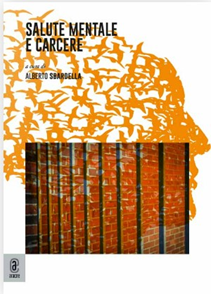 SALUTE MENTALE
E CARCERE
a cura di
ALBERTO SBARDELLA